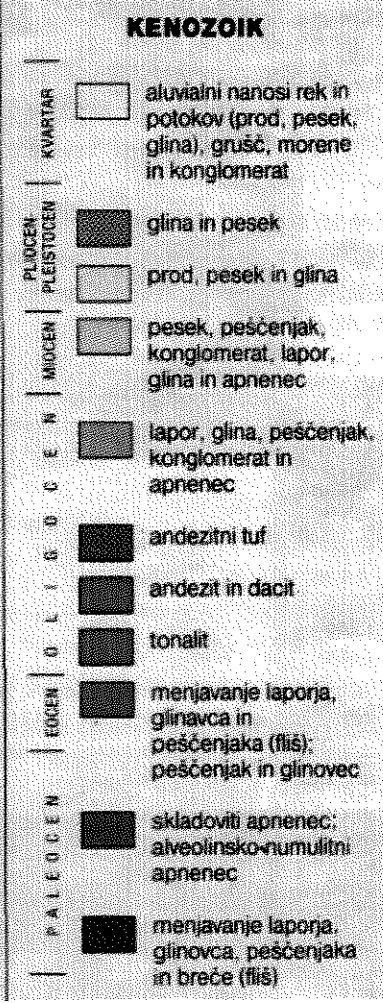 KENOZOIK
KVARTAR
aluvialni nanosi rek in
potokov (prod, pesek,
glina), grušč, morene
in konglomerat
PLIOCEN
PLEISTOCEN
glina in pesek
prod, pesek in glina
MIOCEN
pesek, peščenjak,
konglomerat, lapor,
glina in apnenec
OLIGOCEN
lapor, glina, peščenjak,
konglomerat in
apnenec
andezitni tuf
andezit in dacit
tonalit
EOCEN
menjavanje laporja,
glinavca in
peščenjaka (fliš);
peščenjak in glinovec
PALEOCEN
skladoviti apnenec;
alveolinsko-numulitni
apnenec
menjavanje laporja,
glinovca, peščenjaka
in breče (fliš)